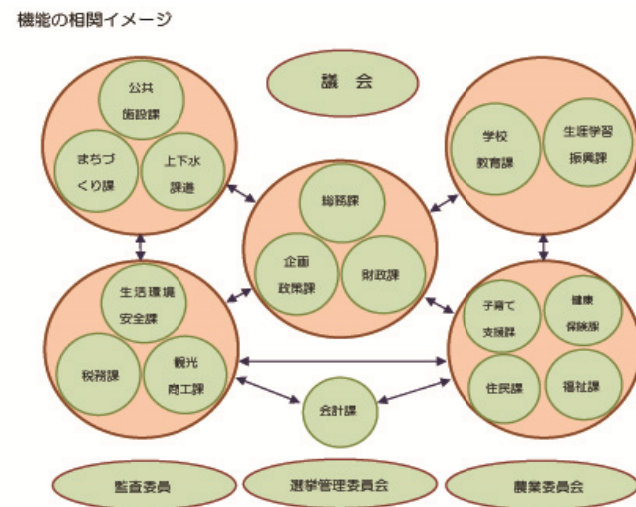 機能の相関イメージ
議 会
公共
施設課
まちづ
くり課
上下水
課道
学校
教育課
生涯学習
振興課
総務課
企画
政策課
財政課
生活環境
安全課
税務課
観光
商工課
子育て
支援課
健康
保険課
住民課
福祉課
会計課
監査委員
選挙管理委員会
農業委員会